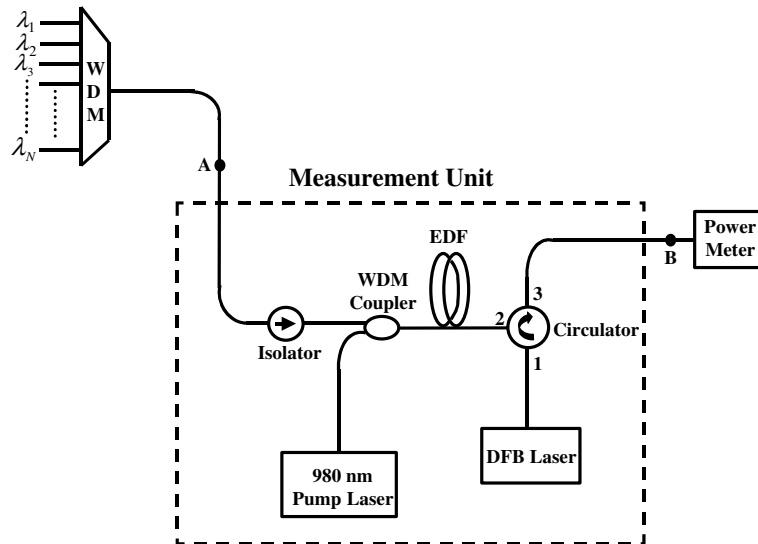 λ1
λ2
λ3
λN
W
D
M
A
Measurement Unit
EDF
WDM
Coupler
Isolator
3
2
1
Circulator
B
Power
Meter
980 nm
Pump Laser
DFB Laser